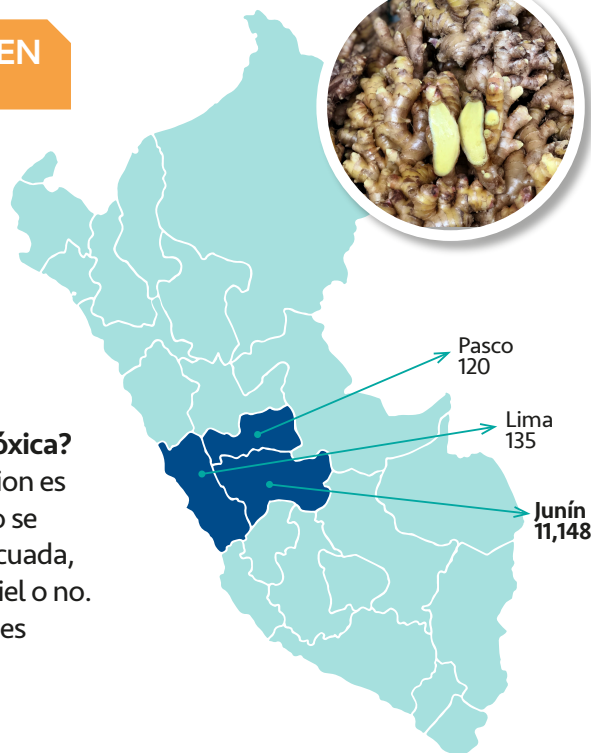 EN
Pasco
120
Lima
135
Junín
11,148
óxica?
ion es
o se
cuada,
iel o no.
es